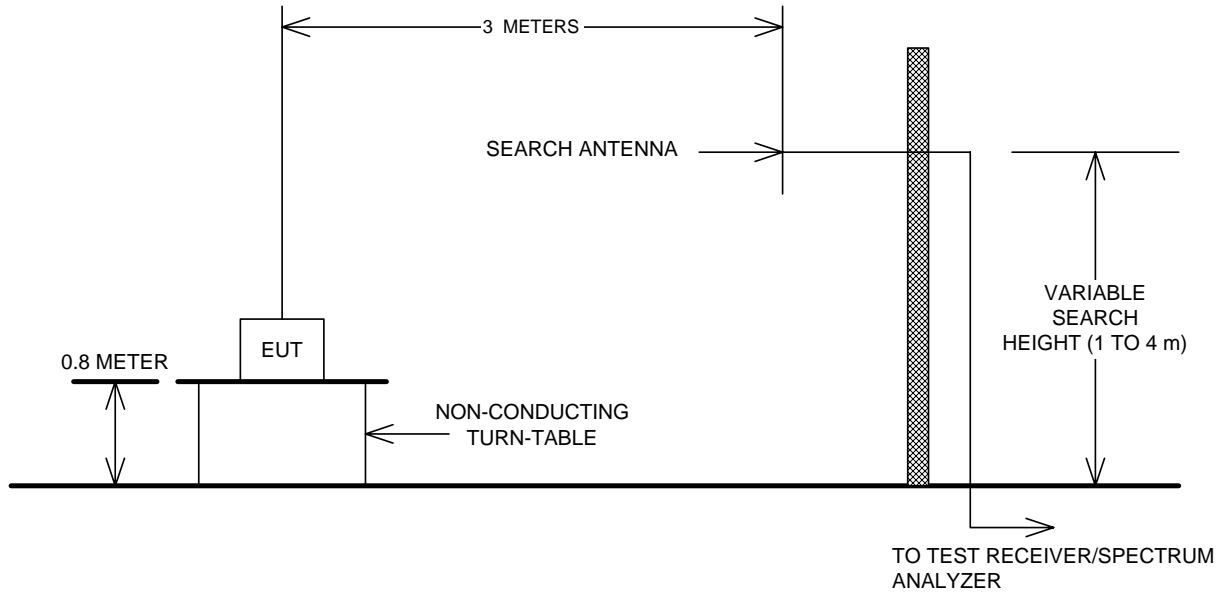 3 METERS
SEARCH ANTENNA
VARIABLE
SEARCH
HEIGHT (1 TO 4 m)
EUT
0.8 METER
NON-CONDUCTING
TURN-TABLE
TO TEST RECEIVER/SPECTRUM
ANALYZER